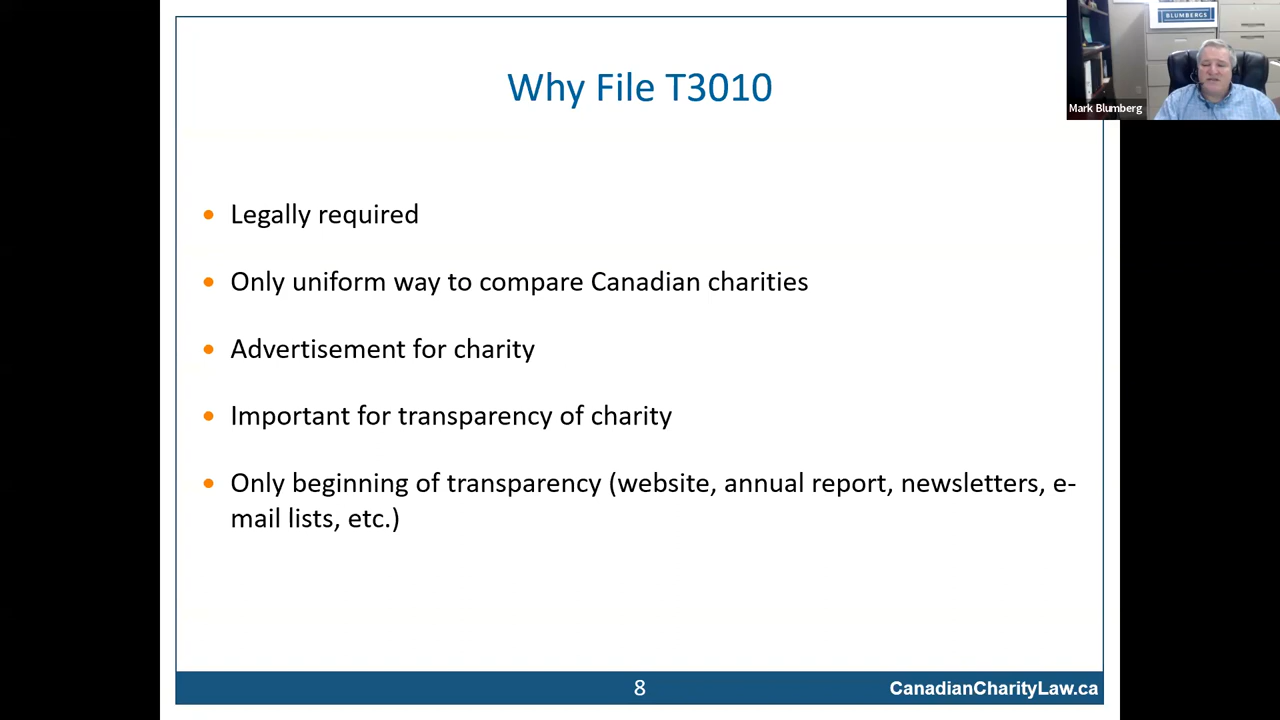 BLUMBERGS
Mark Blumberg
Why File T3010
• Legally required
• Only uniform way to compare Canadian charities
• Advertisement for charity
• Important for transparency of charity
• Only beginning of transparency (website, annual report, newsletters, e-
mail lists, etc.)
8
CanadianCharityLaw.ca